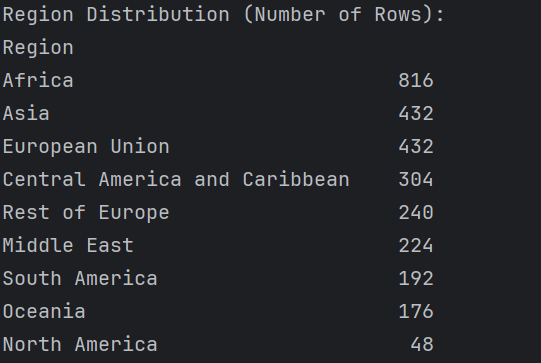 Region Distribution (Number of Rows):
Region
Africa 816
Asia 432
European Union 432
Central America and Caribbean 304
Rest of Europe 240
Middle East 224
South America 192
Oceania 176
North America 48